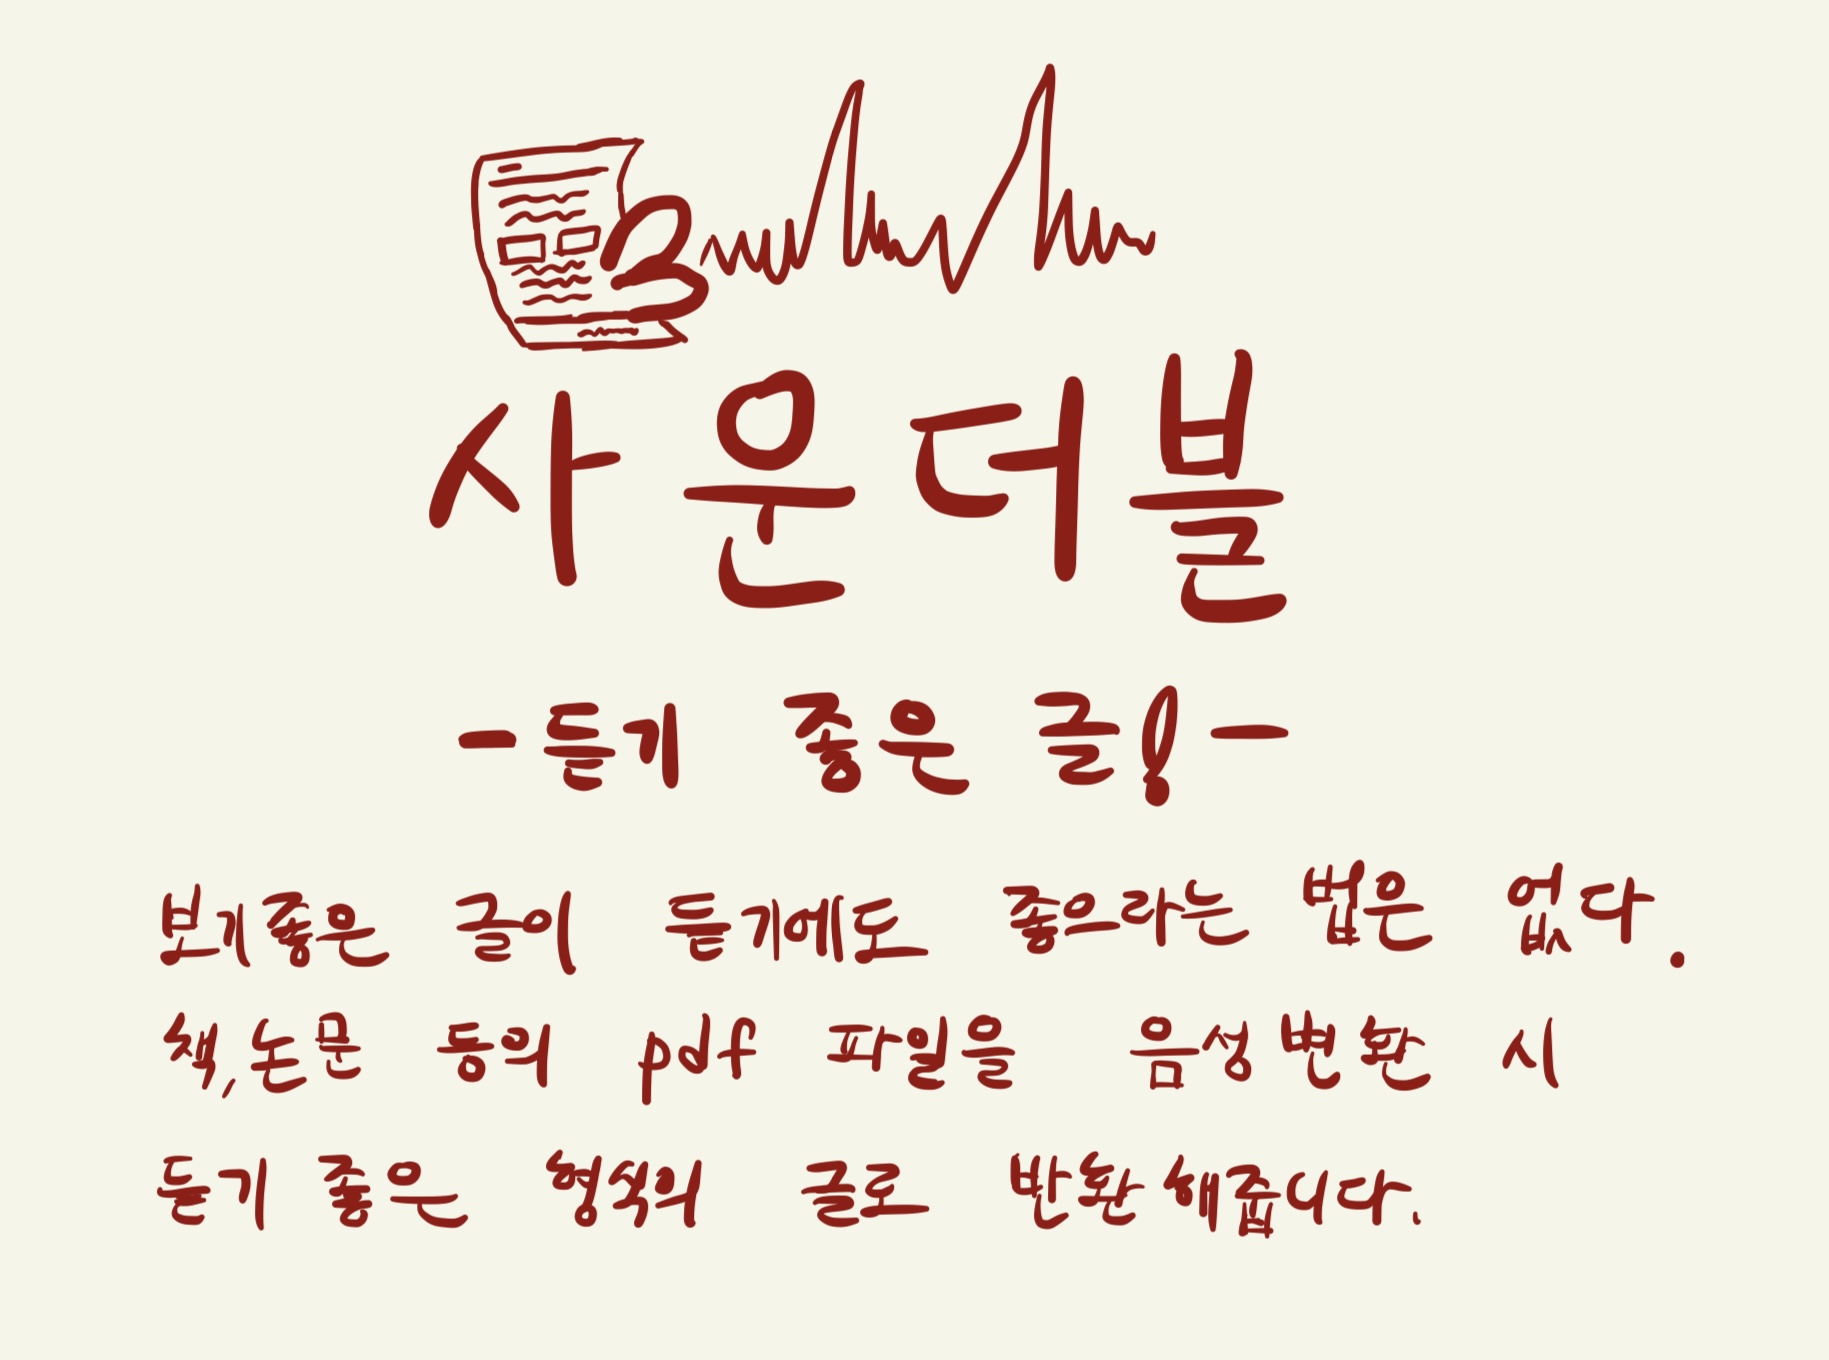 사운더블
-듣기 좋은 글!-
보기좋은 글이 듣기에도 좋으라는 법은 없다.
책,논문 등의 pdf 파일을 음성변환 시
듣기 좋은 형식의 글로 반환해줍니다.